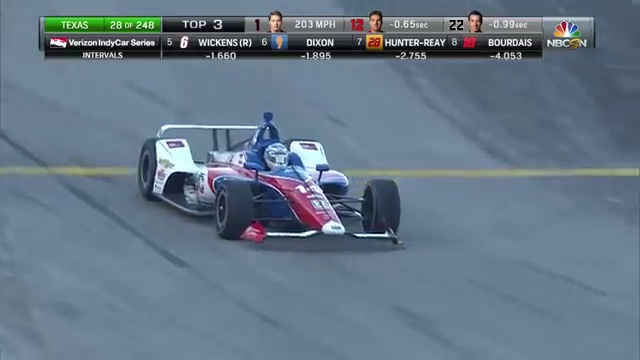 TEXAS 28 OF 248 TOP 3 1 203 MPH 12 -0.65SEC 22 -0.99SEC
Verizon IndyCar Series 5 6 WICKENS (R) 6 9 DIXON 7 28 HUNTER-REAY 8 18 BOURDAIS
INTERVALS -1.660 -1.895 -2.755 -4.053
NBCSN